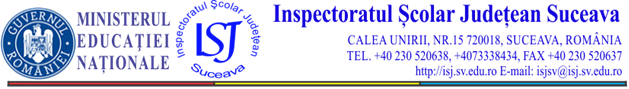 GUVERNUL ROMÂNIEI
MINISTERUL
EDUCAȚIEI
NAȚIONALE
Inspectoratul Școlar Județean
ISJ
Suceava
Inspectoratul Școlar Județean Suceava
CALEA UNIRII, NR.15 720018, SUCEAVA, ROMÂNIA
TEL. +40 230 520638, +4073338434, FAX +40 230 520637
http://isj.sv.edu.ro E-mail: isjsv@isj.sv.edu.ro